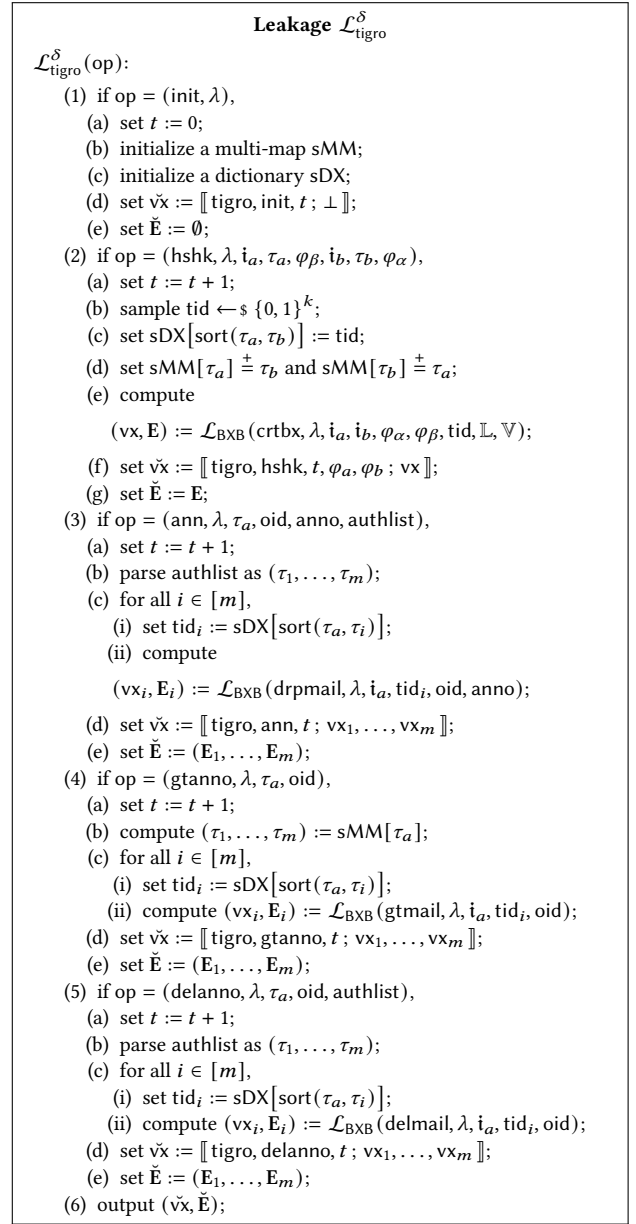 Leakage 𝓛^δ_tigro
𝓛^δ_tigro(op):
(1) if op = (init, λ),
(a) set t := 0;
(b) initialize a multi-map sMM;
(c) initialize a dictionary sDX;
(d) set v̆x := ⟦ tigro, init, t ; ⊥ ⟧;
(e) set Ĕ := ∅;
(2) if op = (hshk, λ, i_a, τ_a, φ_β, i_b, τ_b, φ_α),
(a) set t := t + 1;
(b) sample tid ←$ {0, 1}^k;
(c) set sDX[sort(τ_a, τ_b)] := tid;
(d) set sMM[τ_a] ≛ τ_b and sMM[τ_b] ≛ τ_a;
(e) compute
(vx, E) := 𝓛_BXB(crtbx, λ, i_a, i_b, φ_α, φ_β, tid, 𝕃, 𝕍);
(f) set v̆x := ⟦ tigro, hshk, t, φ_a, φ_b ; vx ⟧;
(g) set Ĕ := E;
(3) if op = (ann, λ, τ_a, oid, anno, authlist),
(a) set t := t + 1;
(b) parse authlist as (τ_1, . . . , τ_m);
(c) for all i ∈ [m],
(i) set tid_i := sDX[sort(τ_a, τ_i)];
(ii) compute
(vx_i, E_i) := 𝓛_BXB(drpmail, λ, i_a, tid_i, oid, anno);
(d) set v̆x := ⟦ tigro, ann, t ; vx_1, . . . , vx_m ⟧;
(e) set Ĕ := (E_1, . . . , E_m);
(4) if op = (gtanno, λ, τ_a, oid),
(a) set t := t + 1;
(b) compute (τ_1, . . . , τ_m) := sMM[τ_a];
(c) for all i ∈ [m],
(i) set tid_i := sDX[sort(τ_a, τ_i)];
(ii) compute (vx_i, E_i) := 𝓛_BXB(gtmail, λ, i_a, tid_i, oid);
(d) set v̆x := ⟦ tigro, gtanno, t ; vx_1, . . . , vx_m ⟧;
(e) set Ĕ := (E_1, . . . , E_m);
(5) if op = (delanno, λ, τ_a, oid, authlist),
(a) set t := t + 1;
(b) parse authlist as (τ_1, . . . , τ_m);
(c) for all i ∈ [m],
(i) set tid_i := sDX[sort(τ_a, τ_i)];
(ii) compute (vx_i, E_i) := 𝓛_BXB(delmail, λ, i_a, tid_i, oid);
(d) set v̆x := ⟦ tigro, delanno, t ; vx_1, . . . , vx_m ⟧;
(e) set Ĕ := (E_1, . . . , E_m);
(6) output (v̆x, Ĕ);